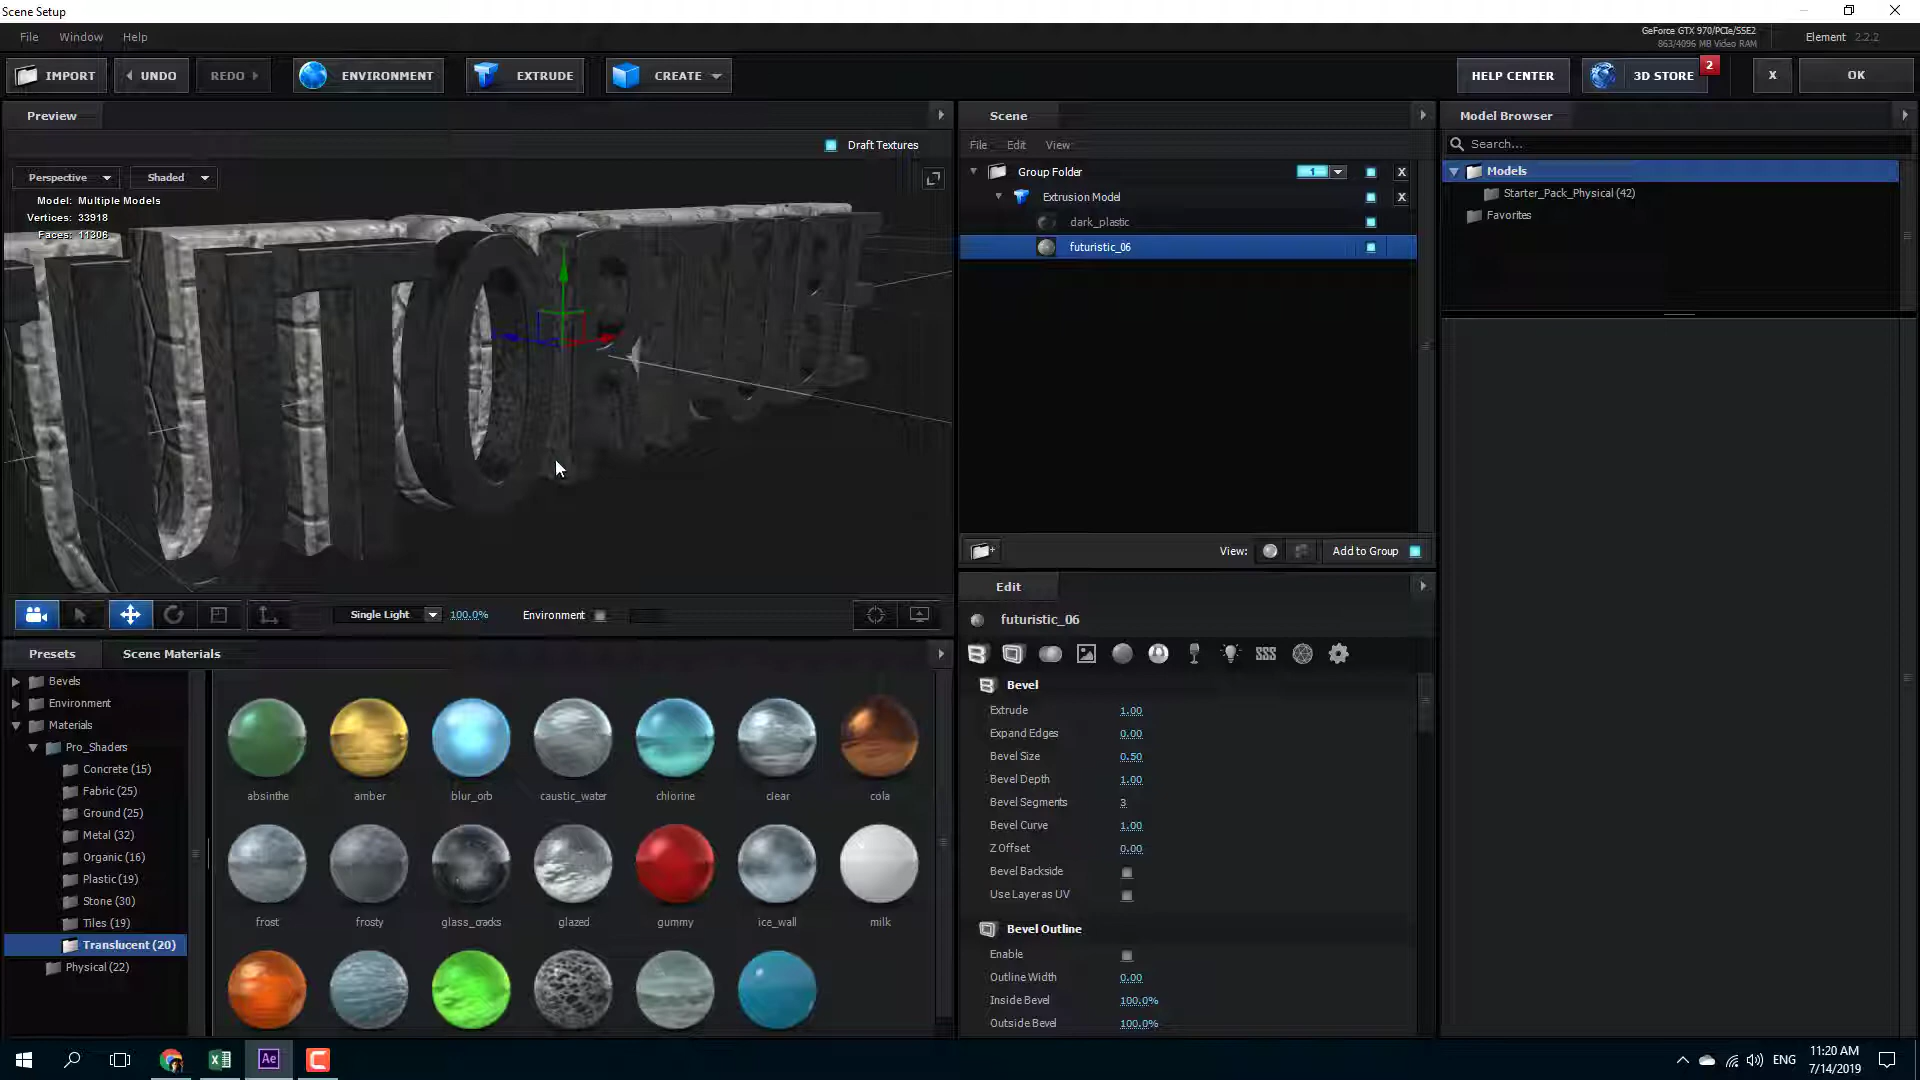 Scene Setup
File Window Help
GeForce GTX 970/PCIe/SSE2
863/4096 MB Video RAM
Element 2.2.2
IMPORT UNDO REDO ENVIRONMENT EXTRUDE CREATE HELP CENTER 3D STORE 2 X OK
Preview
Draft Textures
Perspective Shaded
Model: Multiple Models
Vertices: 33918
Faces: 11306
Single Light 100.0% Environment
Scene
File Edit View
Group Folder 1 X
Extrusion Model X
dark_plastic
futuristic_06
View: Add to Group
Model Browser
Search...
Models
Starter_Pack_Physical (42)
Favorites
Presets Scene Materials
Bevels
Environment
Materials
Pro_Shaders
Concrete (15)
Fabric (25)
Ground (25)
Metal (32)
Organic (16)
Plastic (19)
Stone (30)
Tiles (19)
Translucent (20)
Physical (22)
absinthe amber blur_orb caustic_water chlorine clear cola
frost frosty glass_cracks glazed gummy ice_wall milk
Edit
futuristic_06
Bevel
Extrude 1.00
Expand Edges 0.00
Bevel Size 0.50
Bevel Depth 1.00
Bevel Segments 3
Bevel Curve 1.00
Z Offset 0.00
Bevel Backside
Use Layer as UV
Bevel Outline
Enable
Outline Width 0.00
Inside Bevel 100.0%
Outside Bevel 100.0%
Ae
ENG
11:20 AM
7/14/2019